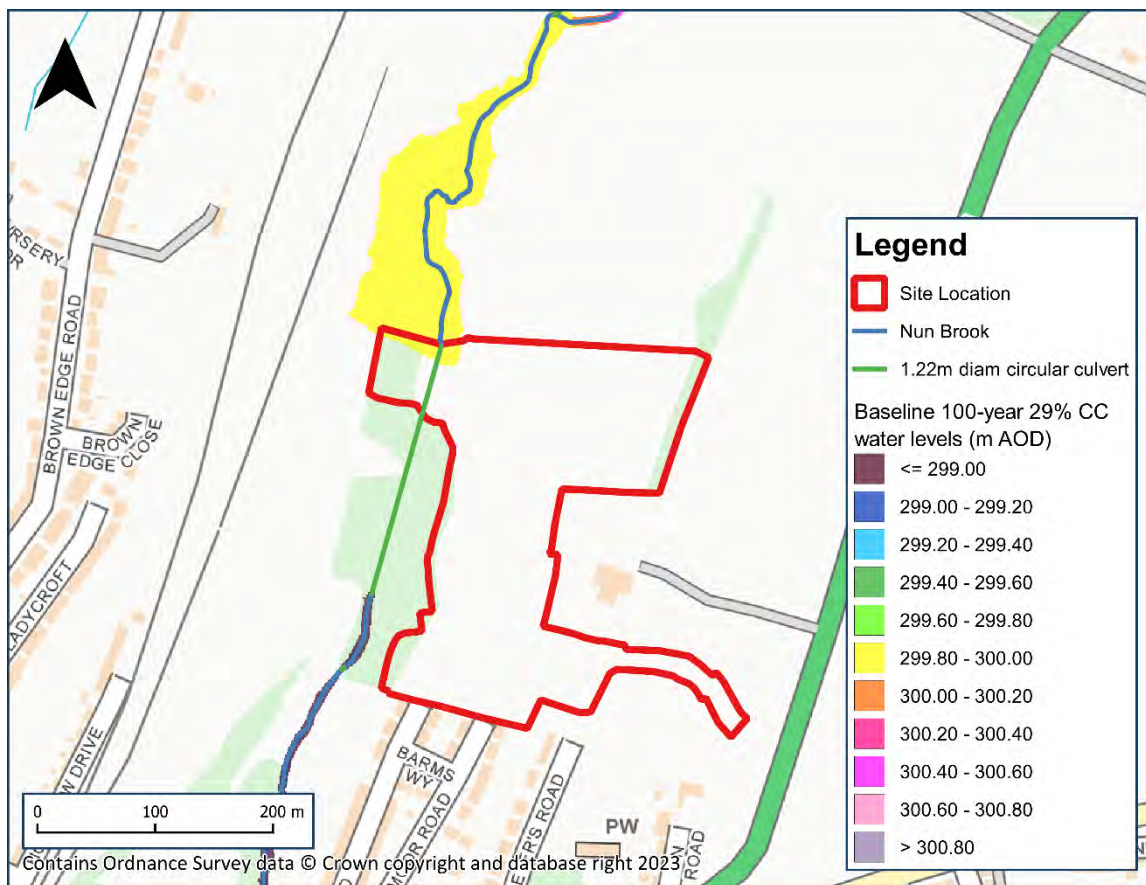 BROWN EDGE ROAD
BROWN
EDGE CLOSE
LADYCROFT
DRIVE
BARMS
WY
ROAD
ROAD
PW
ROAD
Legend
Site Location
Nun Brook
1.22m diam circular culvert
Baseline 100-year 29% CC
water levels (m AOD)
<= 299.00
299.00 - 299.20
299.20 - 299.40
299.40 - 299.60
299.60 - 299.80
299.80 - 300.00
300.00 - 300.20
300.20 - 300.40
300.40 - 300.60
300.60 - 300.80
> 300.80
0 100 200 m
Contains Ordnance Survey data © Crown copyright and database right 2023